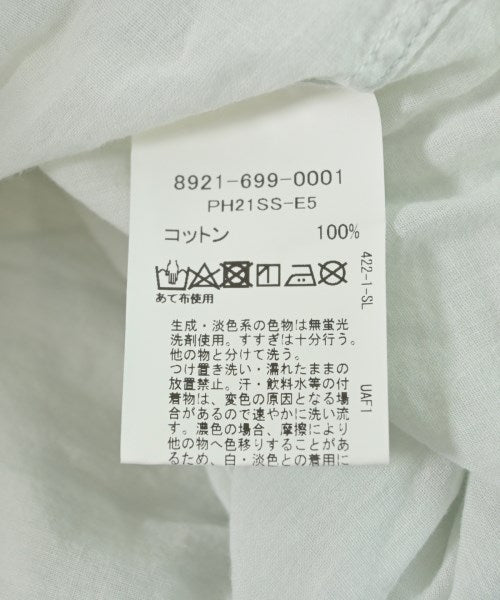 8921-699-0001
PH21SS-E5
コットン 100%
あて布使用
生成・淡色系の色物は無蛍光
洗剤使用。すすぎは十分行う。
他の物と分けて洗う。
つけ置き洗い・濡れたままの
放置禁止。汗・飲料水等の付
着物は、変色の原因となる場
合があるので速やかに洗い流
す。濃色の場合、摩擦により
他の物へ色移りすることがあ
るため、白・淡色との着用に
422-1-SL
UAF1